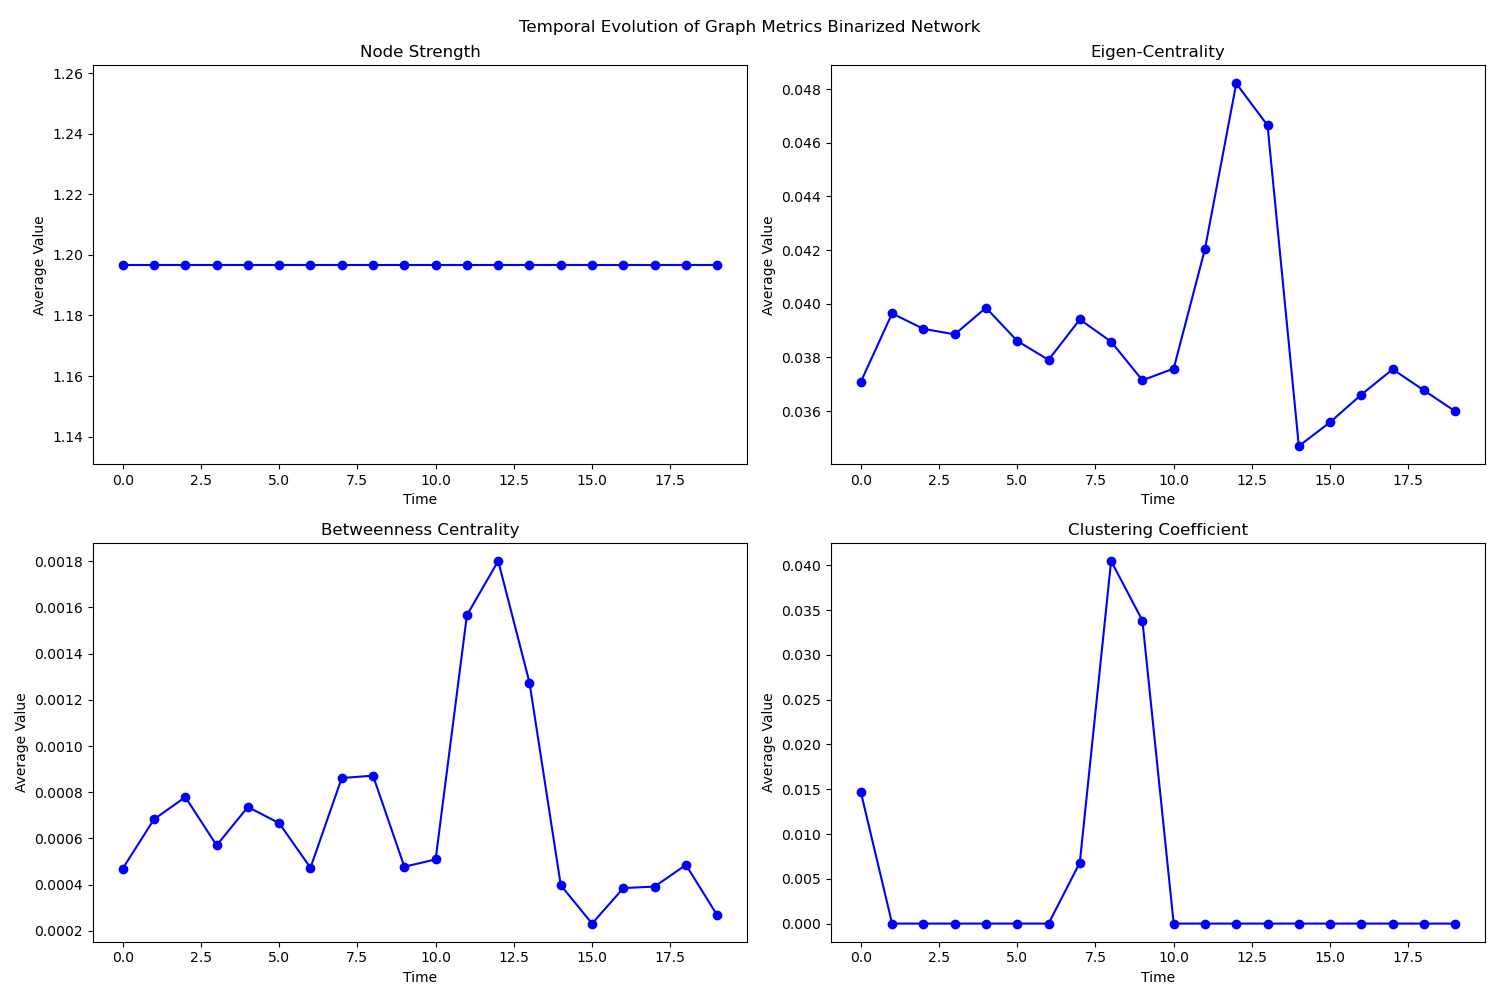 Temporal Evolution of Graph Metrics Binarized Network
Node Strength
1.26
1.24
1.22
1.20
1.18
1.16
1.14
Average Value
0.0 2.5 5.0 7.5 10.0 12.5 15.0 17.5
Time
Eigen-Centrality
0.048
0.046
0.044
0.042
0.040
0.038
0.036
Average Value
0.0 2.5 5.0 7.5 10.0 12.5 15.0 17.5
Time
Betweenness Centrality
0.0018
0.0016
0.0014
0.0012
0.0010
0.0008
0.0006
0.0004
0.0002
Average Value
0.0 2.5 5.0 7.5 10.0 12.5 15.0 17.5
Time
Clustering Coefficient
0.040
0.035
0.030
0.025
0.020
0.015
0.010
0.005
0.000
Average Value
0.0 2.5 5.0 7.5 10.0 12.5 15.0 17.5
Time